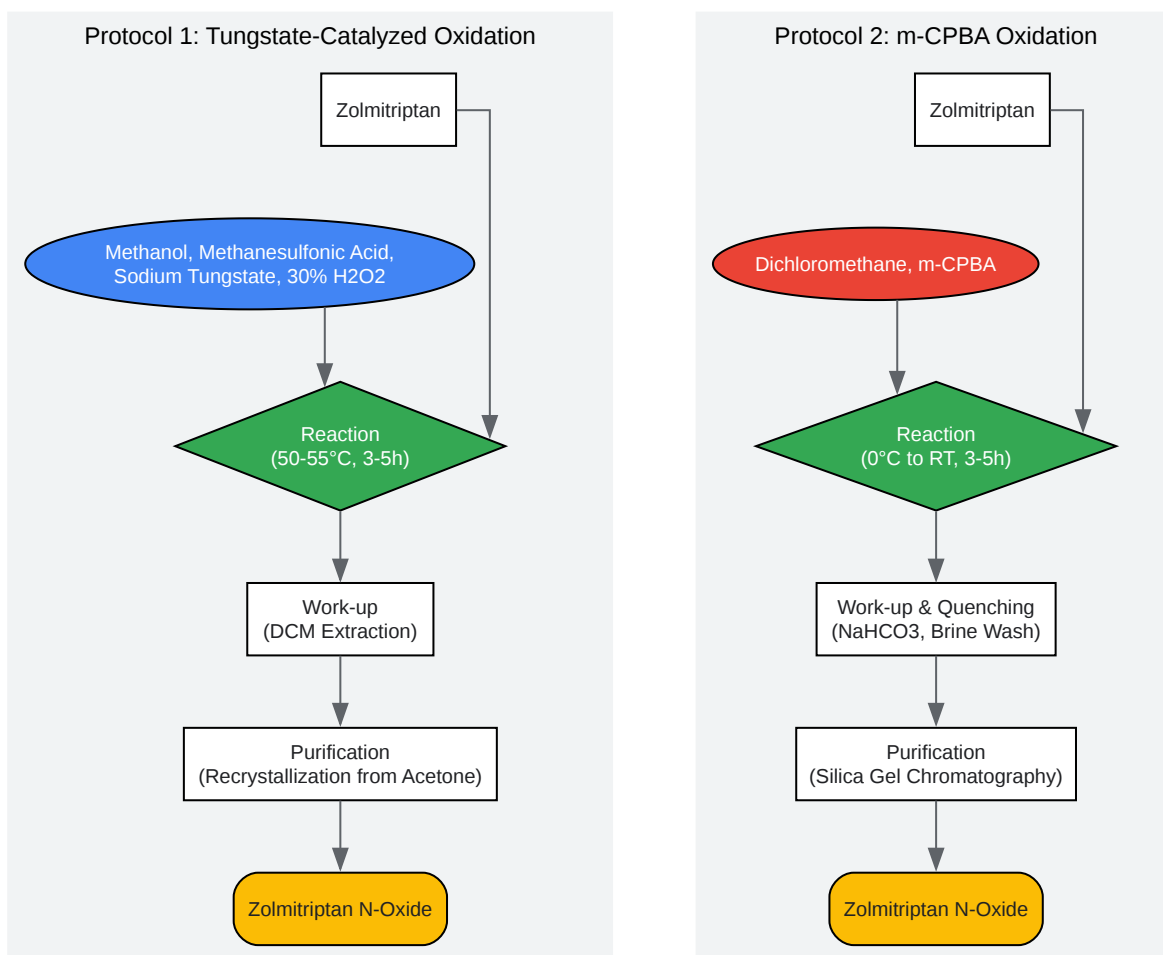 Protocol 1: Tungstate-Catalyzed Oxidation
Zolmitriptan
Methanol, Methanesulfonic Acid,
Sodium Tungstate, 30% H2O2
Reaction
(50-55°C, 3-5h)
Work-up
(DCM Extraction)
Purification
(Recrystallization from Acetone)
Zolmitriptan N-Oxide
Protocol 2: m-CPBA Oxidation
Zolmitriptan
Dichloromethane, m-CPBA
Reaction
(0°C to RT, 3-5h)
Work-up & Quenching
(NaHCO3, Brine Wash)
Purification
(Silica Gel Chromatography)
Zolmitriptan N-Oxide